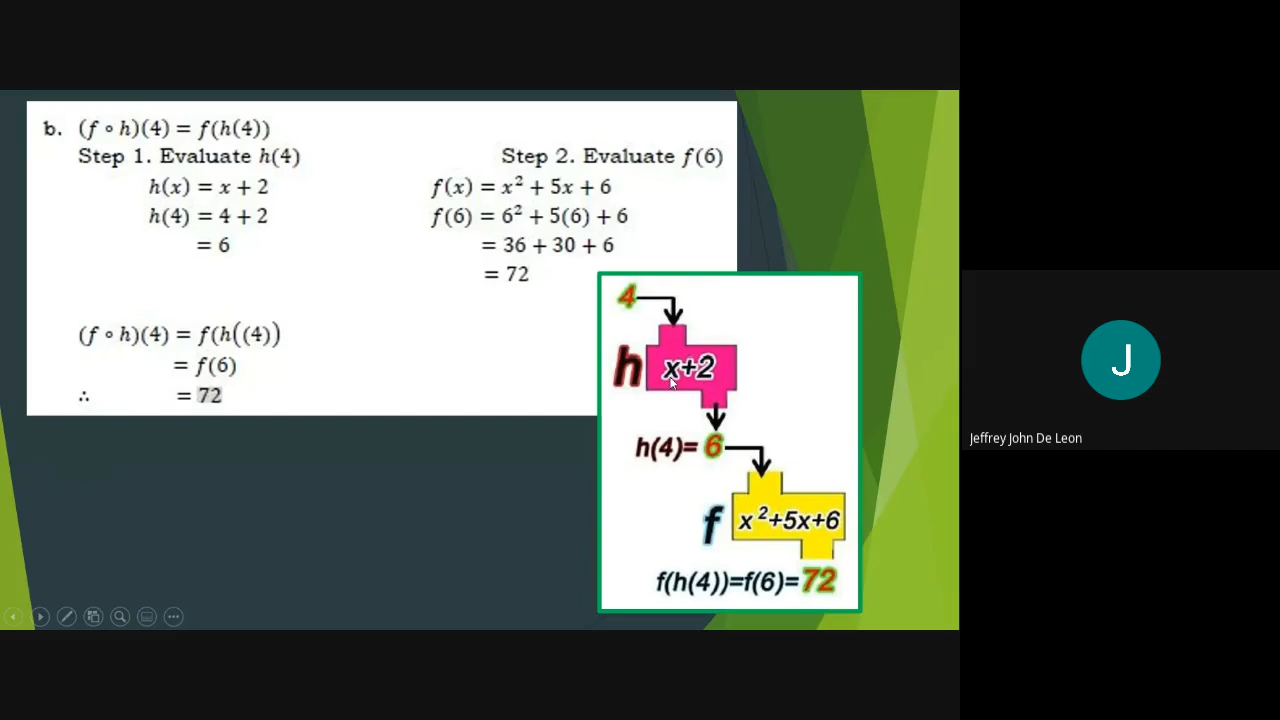 b. (f ∘ h)(4) = f(h(4))
Step 1. Evaluate h(4)
h(x) = x + 2
h(4) = 4 + 2
= 6
Step 2. Evaluate f(6)
f(x) = x² + 5x + 6
f(6) = 6² + 5(6) + 6
= 36 + 30 + 6
= 72
(f ∘ h)(4) = f(h((4))
= f(6)
∴ = 72
4
h x+2
h(4)= 6
f x²+5x+6
f(h(4))=f(6)=72
J
Jeffrey John De Leon